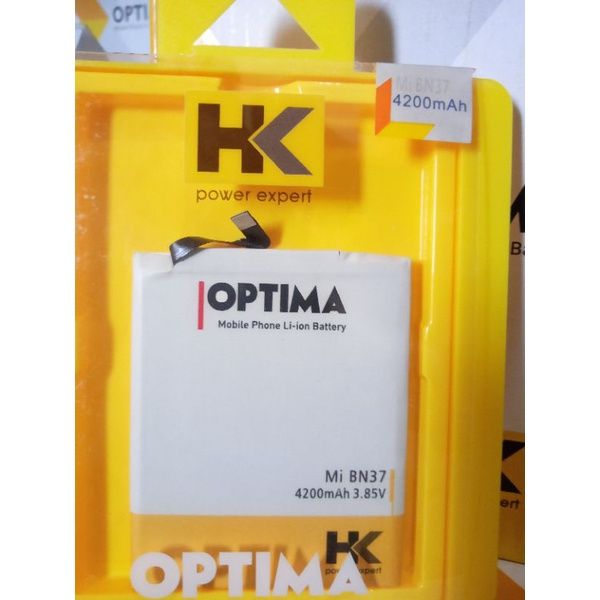 OPTI
Mi BN37
4200mAh
HK
power expert
OPTIMA
Mobile Phone Li-ion Battery
Mi BN37
4200mAh 3.85V
HK
power expert
OPTIMA